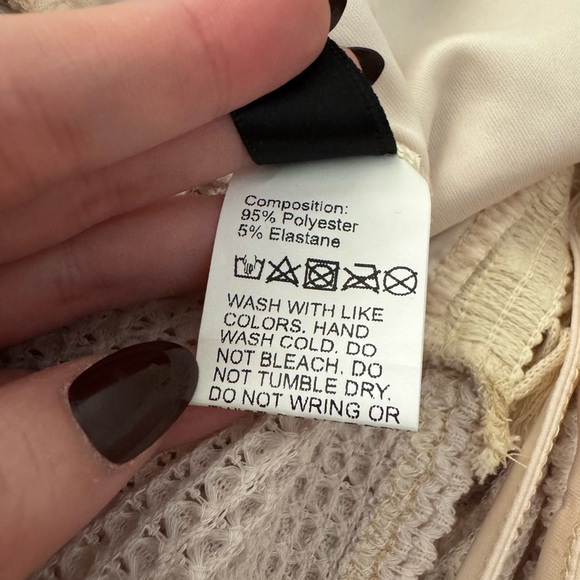 Composition:
95% Polyester
5% Elastane
WASH WITH LIKE
COLORS. HAND
WASH COLD. DO
NOT BLEACH. DO
NOT TUMBLE DRY.
DO NOT WRING OR